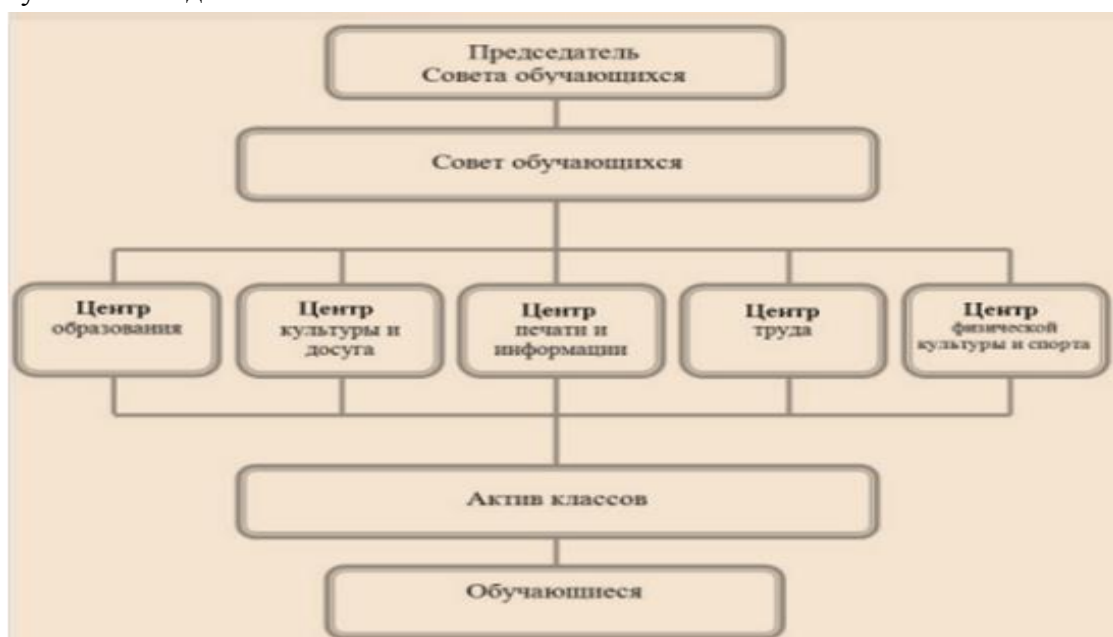 Председатель
Совета обучающихся
Совет обучающихся
Центр
образования
Центр
культуры и
досуга
Центр
печати и
информации
Центр
труда
Центр
физической
культуры и спорта
Актив классов
Обучающиеся